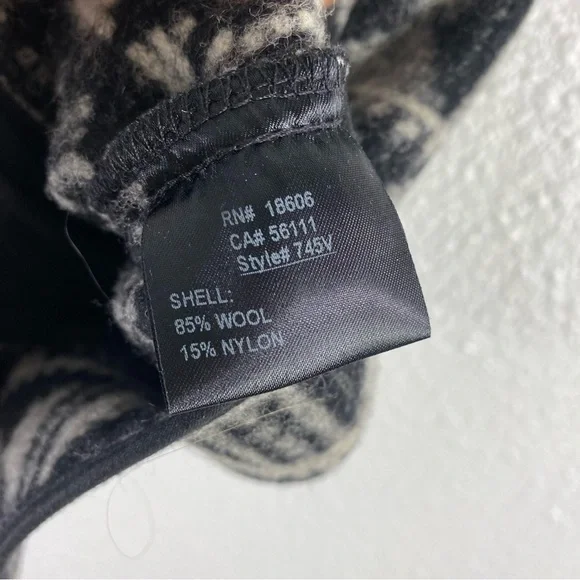 RN# 18606
CA# 56111
Style# 745V
SHELL:
85% WOOL
15% NYLON